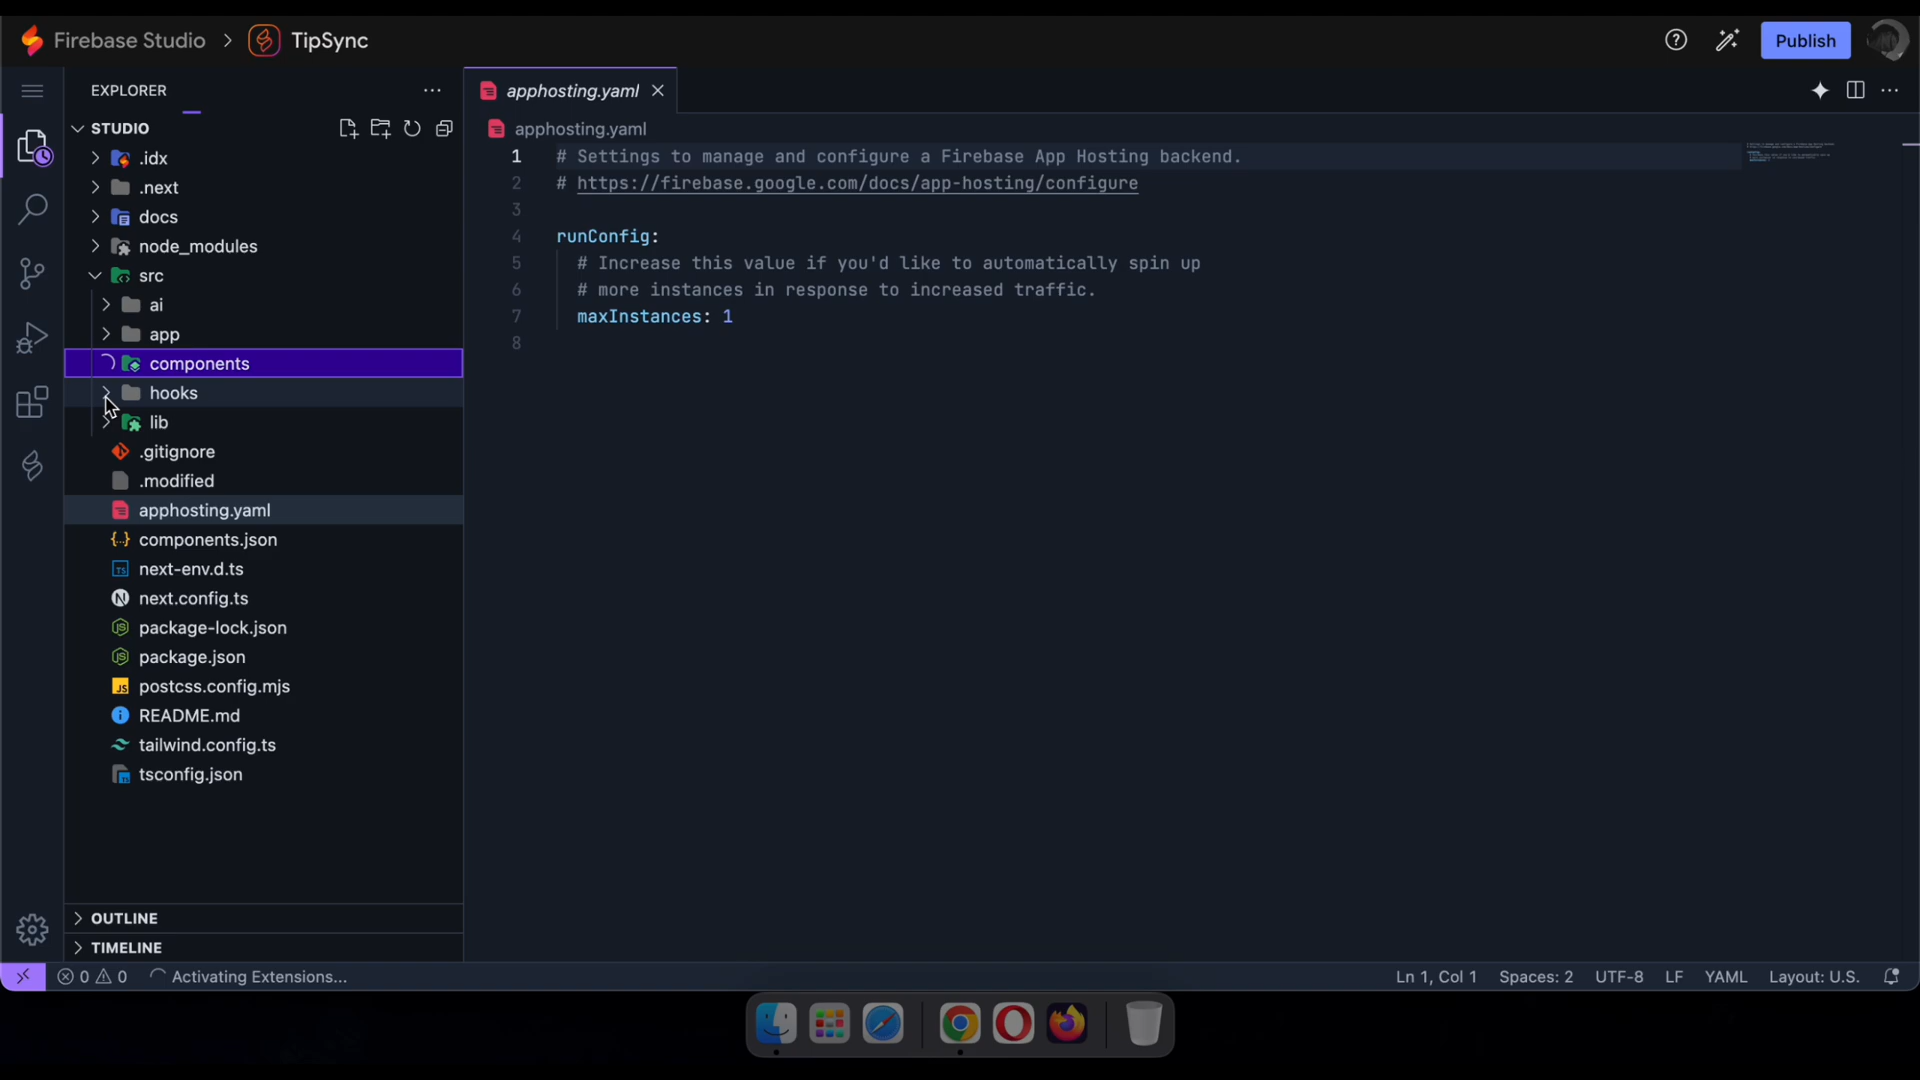 Firebase Studio > TipSync
Publish
EXPLORER
STUDIO
.idx
.next
docs
node_modules
src
ai
app
components
hooks
lib
.gitignore
.modified
apphosting.yaml
components.json
next-env.d.ts
next.config.ts
package-lock.json
package.json
postcss.config.mjs
README.md
tailwind.config.ts
tsconfig.json
OUTLINE
TIMELINE
apphosting.yaml
apphosting.yaml
1 # Settings to manage and configure a Firebase App Hosting backend.
2 # https://firebase.google.com/docs/app-hosting/configure
3
4 runConfig:
5 # Increase this value if you'd like to automatically spin up
6 # more instances in response to increased traffic.
7 maxInstances: 1
8
0 0 Activating Extensions... Ln 1, Col 1 Spaces: 2 UTF-8 LF YAML Layout: U.S.